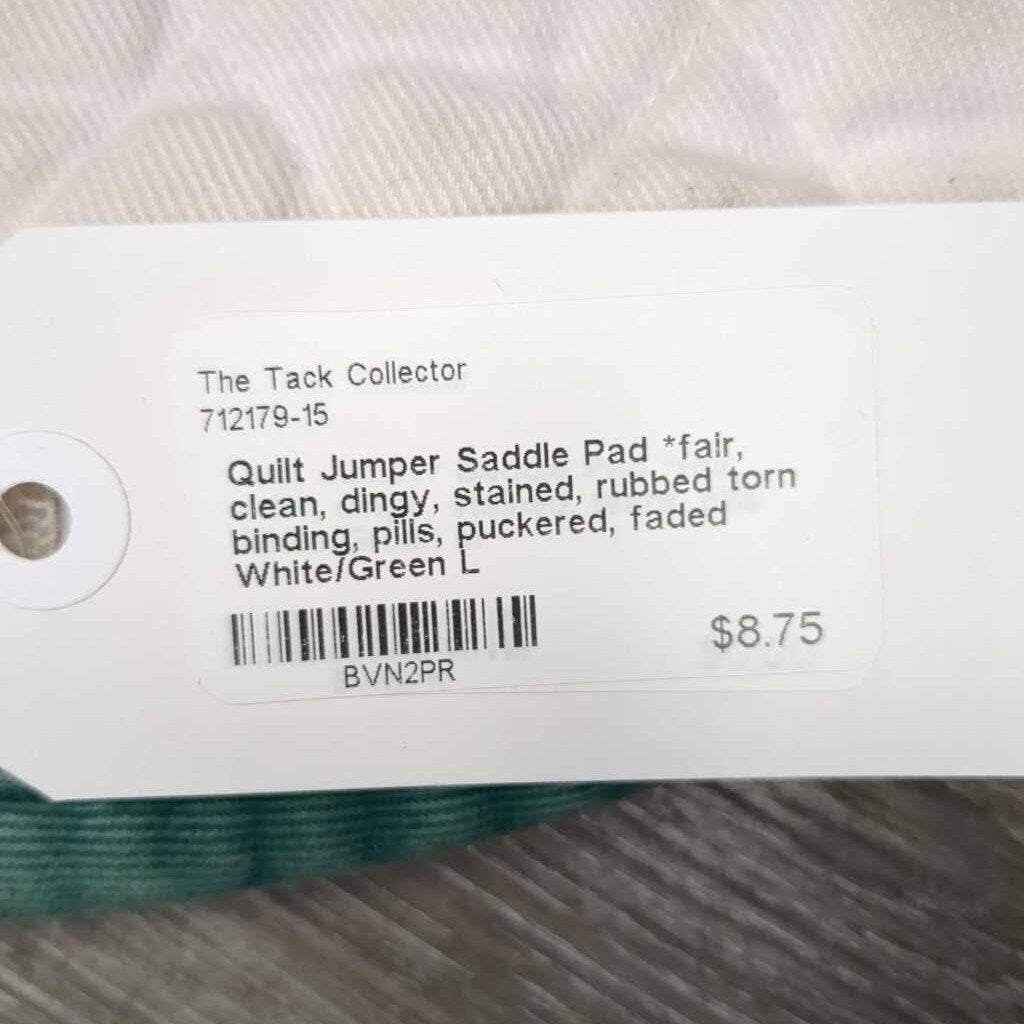 The Tack Collector
712179-15
Quilt Jumper Saddle Pad *fair,
clean, dingy, stained, rubbed torn
binding, pills, puckered, faded
White/Green L
BVN2PR
$8.75